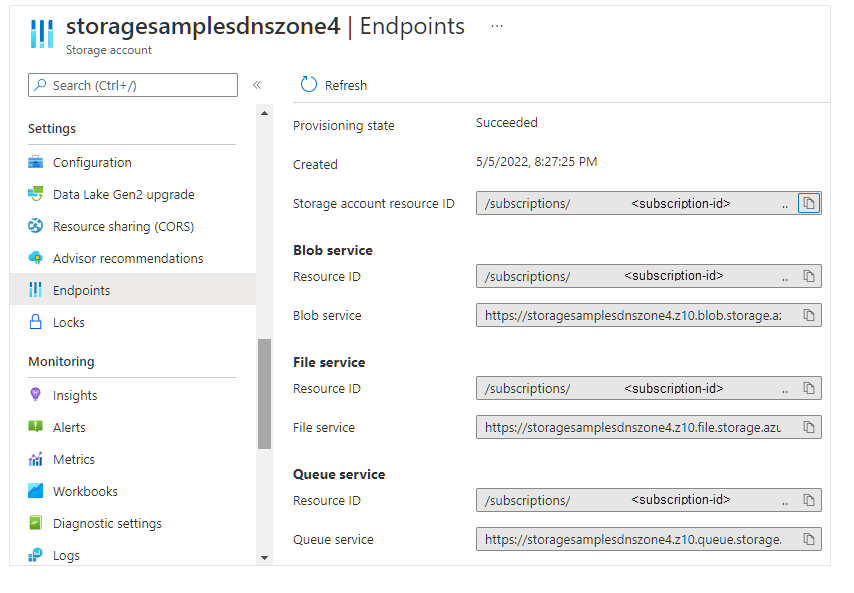 storagesamplesdnszone4 | Endpoints ...
Storage account
Search (Ctrl+/)
«
Settings
Configuration
Data Lake Gen2 upgrade
Resource sharing (CORS)
Advisor recommendations
Endpoints
Locks
Monitoring
Insights
Alerts
Metrics
Workbooks
Diagnostic settings
Logs
Refresh
Provisioning state Succeeded
Created 5/5/2022, 8:27:25 PM
Storage account resource ID /subscriptions/ <subscription-id> ..
Blob service
Resource ID /subscriptions/ <subscription-id> ..
Blob service https://storagesamplesdnszone4.z10.blob.storage.az
File service
Resource ID /subscriptions/ <subscription-id> ..
File service https://storagesamplesdnszone4.z10.file.storage.azu
Queue service
Resource ID /subscriptions/ <subscription-id> ..
Queue service https://storagesamplesdnszone4.z10.queue.storage.